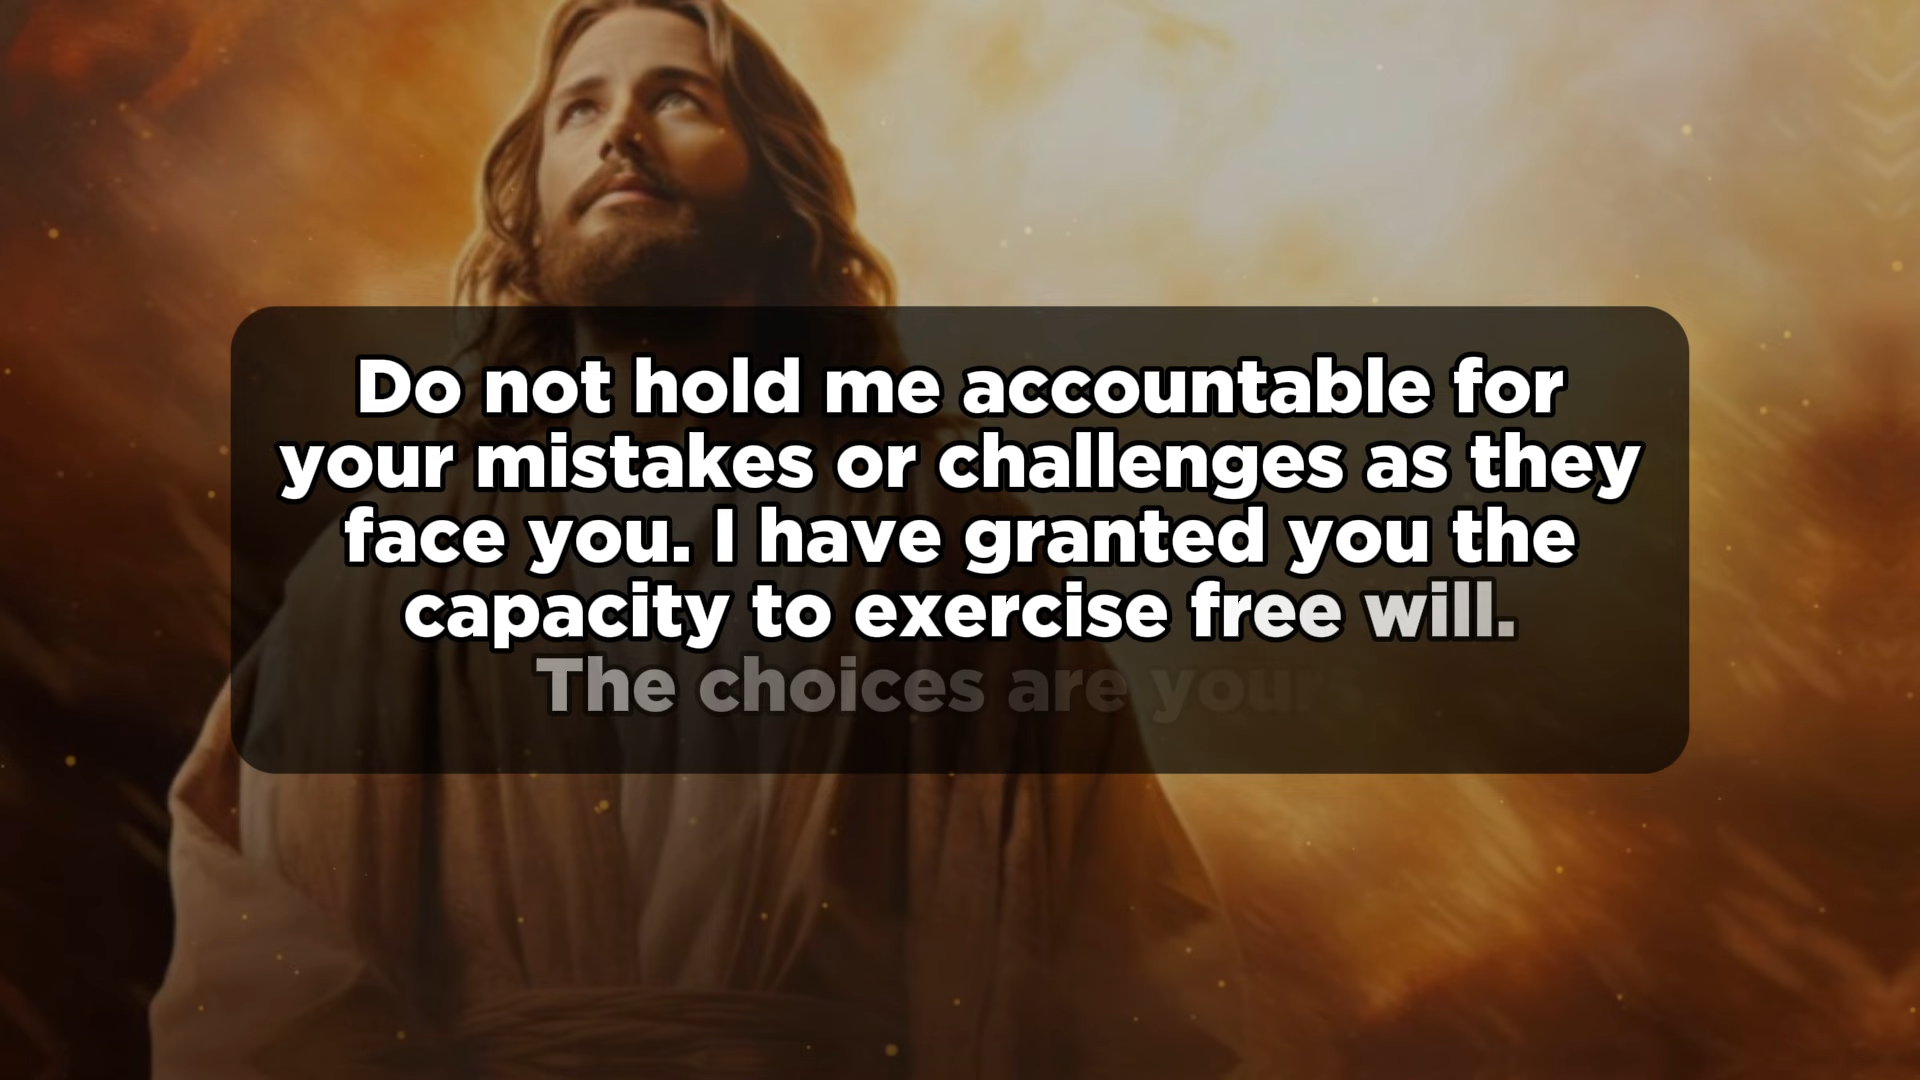 Do not hold me accountable for
your mistakes or challenges as they
face you. I have granted you the
capacity to exercise free will.
The choices are